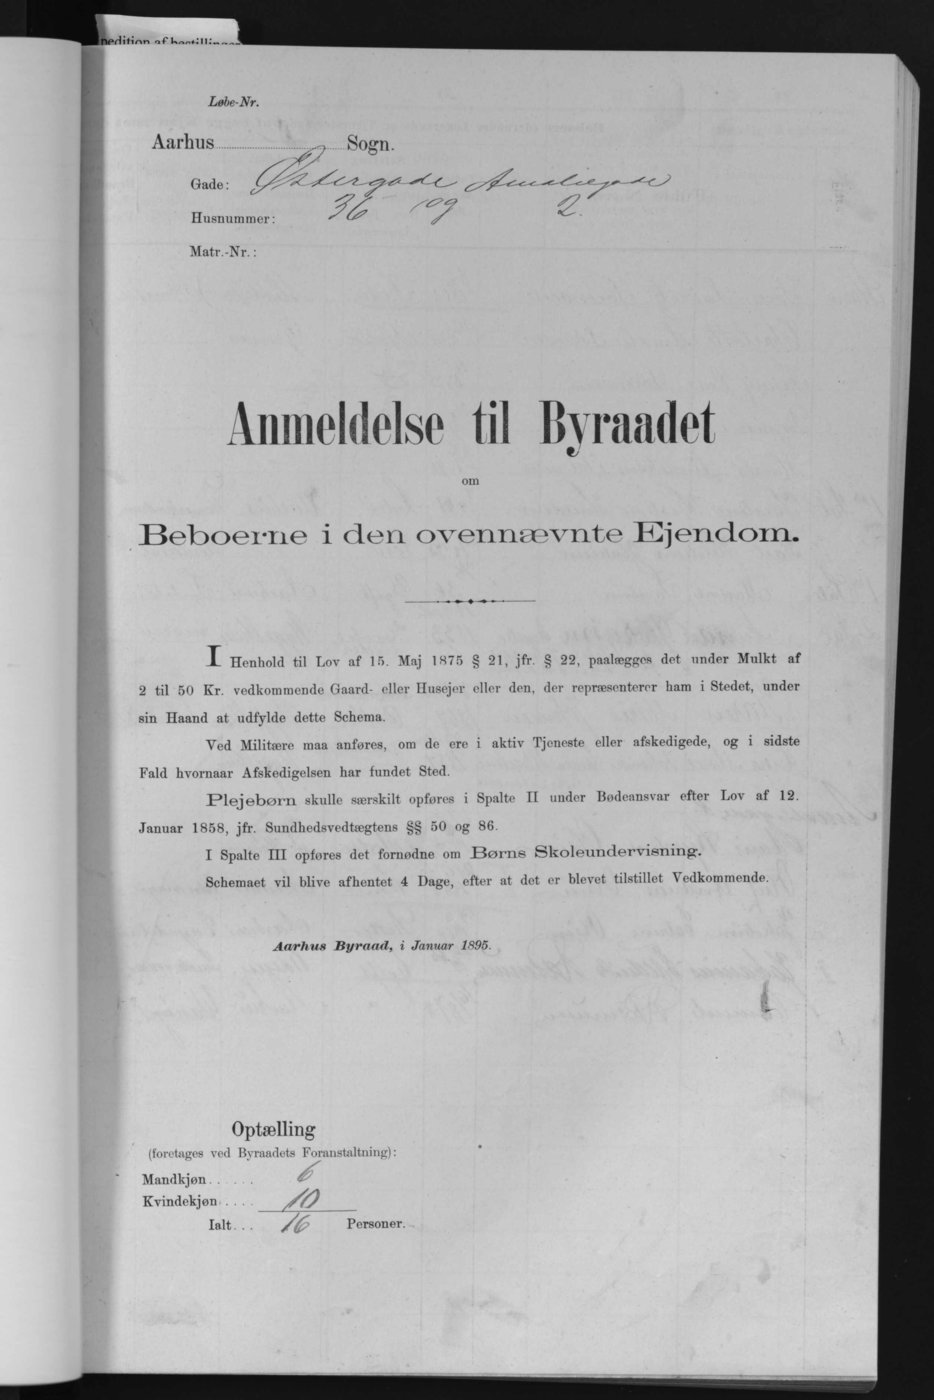 pedition af bestillinger
Løbe-Nr.
Aarhus Sogn.
Gade: Østergade Amaliegade
Husnummer: 36 og 2.
Matr.-Nr.:
Anmeldelse til Byraadet
om
Beboerne i den ovennævnte Ejendom.
I Henhold til Lov af 15. Maj 1875 § 21, jfr. § 22, paalægges det under Mulkt af
2 til 50 Kr. vedkommende Gaard- eller Husejer eller den, der repræsenterer ham i Stedet, under
sin Haand at udfylde dette Schema.
Ved Militære maa anføres, om de ere i aktiv Tjeneste eller afskedigede, og i sidste
Fald hvornaar Afskedigelsen har fundet Sted.
Plejebørn skulle særskilt opføres i Spalte II under Bødeansvar efter Lov af 12.
Januar 1858, jfr. Sundhedsvedtægtens §§ 50 og 86.
I Spalte III opføres det fornødne om Børns Skoleundervisning.
Schemaet vil blive afhentet 4 Dage, efter at det er blevet tilstillet Vedkommende.
Aarhus Byraad, i Januar 1895.
Optælling
(foretages ved Byraadets Foranstaltning):
Mandkjøn...... 6
Kvindekjøn.... 10
Ialt... 16 Personer.